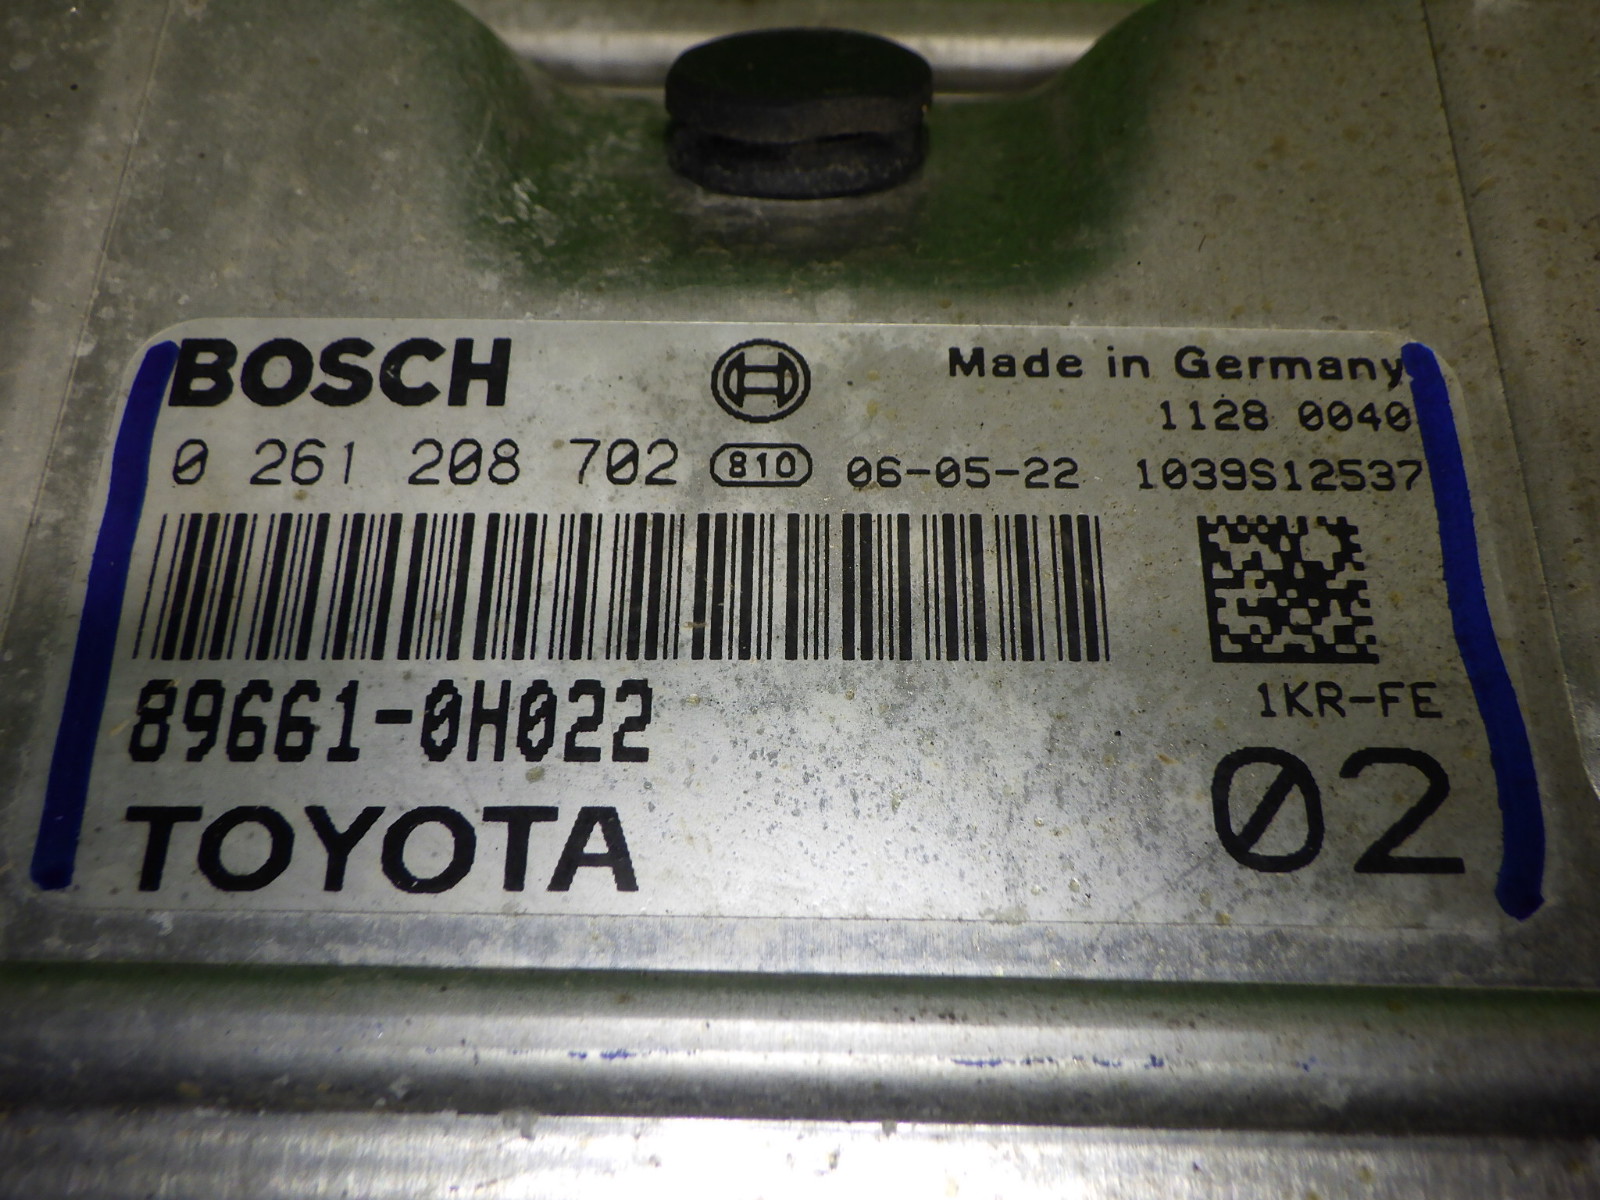 BOSCH Made in Germany
1128 0040
0 261 208 702 810 06-05-22 1039S12537
89661-0H022
1KR-FE
TOYOTA 02